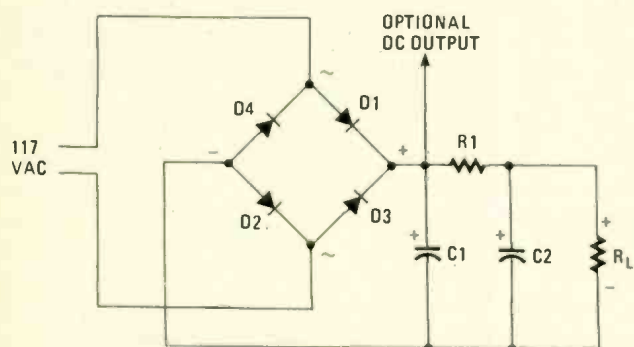 OPTIONAL
DC OUTPUT
~
D4
D1
117
VAC
-
+
R1
D2
D3
~
+
C1
+
C2
+
RL
-